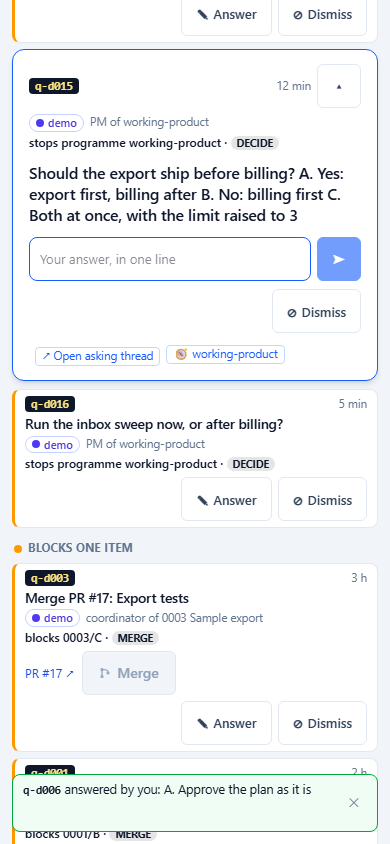 Answer
Dismiss
q-d015
12 min
demo PM of working-product
stops programme working-product · DECIDE
Should the export ship before billing? A. Yes:
export first, billing after B. No: billing first C.
Both at once, with the limit raised to 3
Your answer, in one line
Dismiss
↗ Open asking thread
working-product
q-d016
5 min
Run the inbox sweep now, or after billing?
demo PM of working-product
stops programme working-product · DECIDE
Answer
Dismiss
BLOCKS ONE ITEM
q-d003
3 h
Merge PR #17: Export tests
demo coordinator of 0003 Sample export
blocks 0003/C · MERGE
PR #17 ↗
Merge
Answer
Dismiss
q-d001
2 h
q-d006 answered by you: A. Approve the plan as it is
blocks 0001/B · MERGE